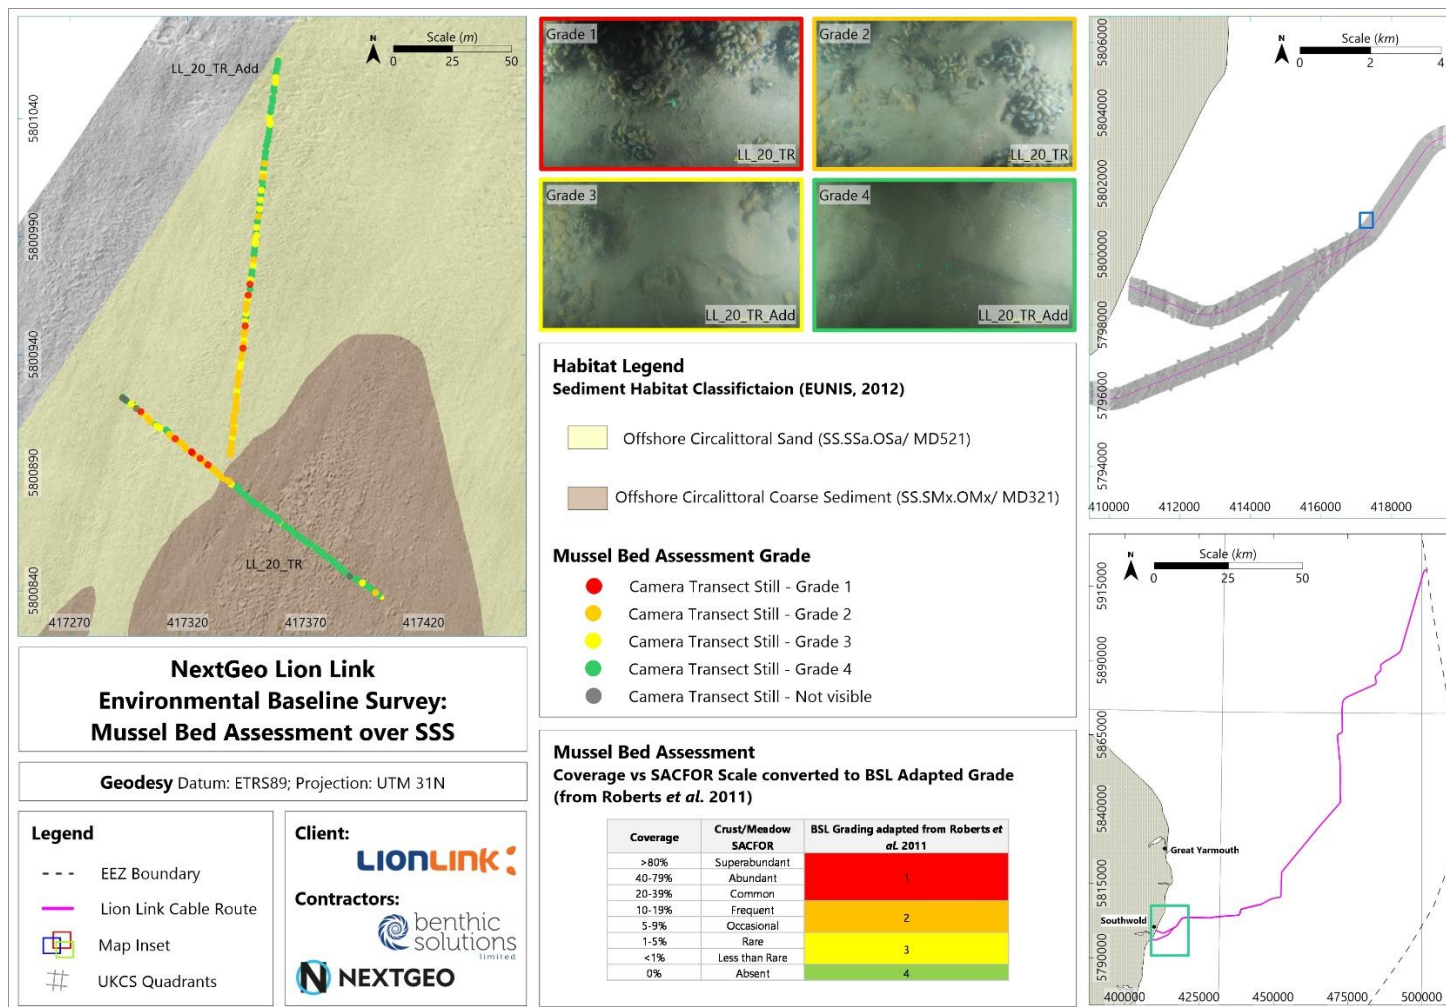 LL_20_TR_Add
N
Scale (m)
0 25 50
5801040
5800990
5800940
5800890
5800840
LL_20_TR
417270 417320 417370 417420
Grade 1
LL_20_TR
Grade 2
LL_20_TR
Grade 3
LL_20_TR_Add
Grade 4
LL_20_TR_Add
N
Scale (km)
0 2 4
5806000
5804000
5802000
5800000
5798000
5796000
5794000
410000 412000 414000 416000 418000
Habitat Legend
Sediment Habitat Classifictaion (EUNIS, 2012)
Offshore Circalittoral Sand (SS.SSa.OSa/ MD521)
Offshore Circalittoral Coarse Sediment (SS.SMx.OMx/ MD321)
Mussel Bed Assessment Grade
Camera Transect Still - Grade 1
Camera Transect Still - Grade 2
Camera Transect Still - Grade 3
Camera Transect Still - Grade 4
Camera Transect Still - Not visible
N
Scale (km)
0 25 50
5915000
5890000
5865000
5840000
5815000
5790000
Great Yarmouth
Southwold
400000 425000 450000 475000 500000
NextGeo Lion Link
Environmental Baseline Survey:
Mussel Bed Assessment over SSS
Geodesy Datum: ETRS89; Projection: UTM 31N
Legend
EEZ Boundary
Lion Link Cable Route
Map Inset
UKCS Quadrants
Client:
LIONLINK
Contractors:
benthic
solutions
limited
NEXTGEO
Mussel Bed Assessment
Coverage vs SACFOR Scale converted to BSL Adapted Grade
(from Roberts et al. 2011)
Coverage Crust/Meadow SACFOR BSL Grading adapted from Roberts et al. 2011
>80% Superabundant
40-79% Abundant 1
20-39% Common
10-19% Frequent
2
5-9% Occasional
1-5% Rare
3
<1% Less than Rare
0% Absent 4